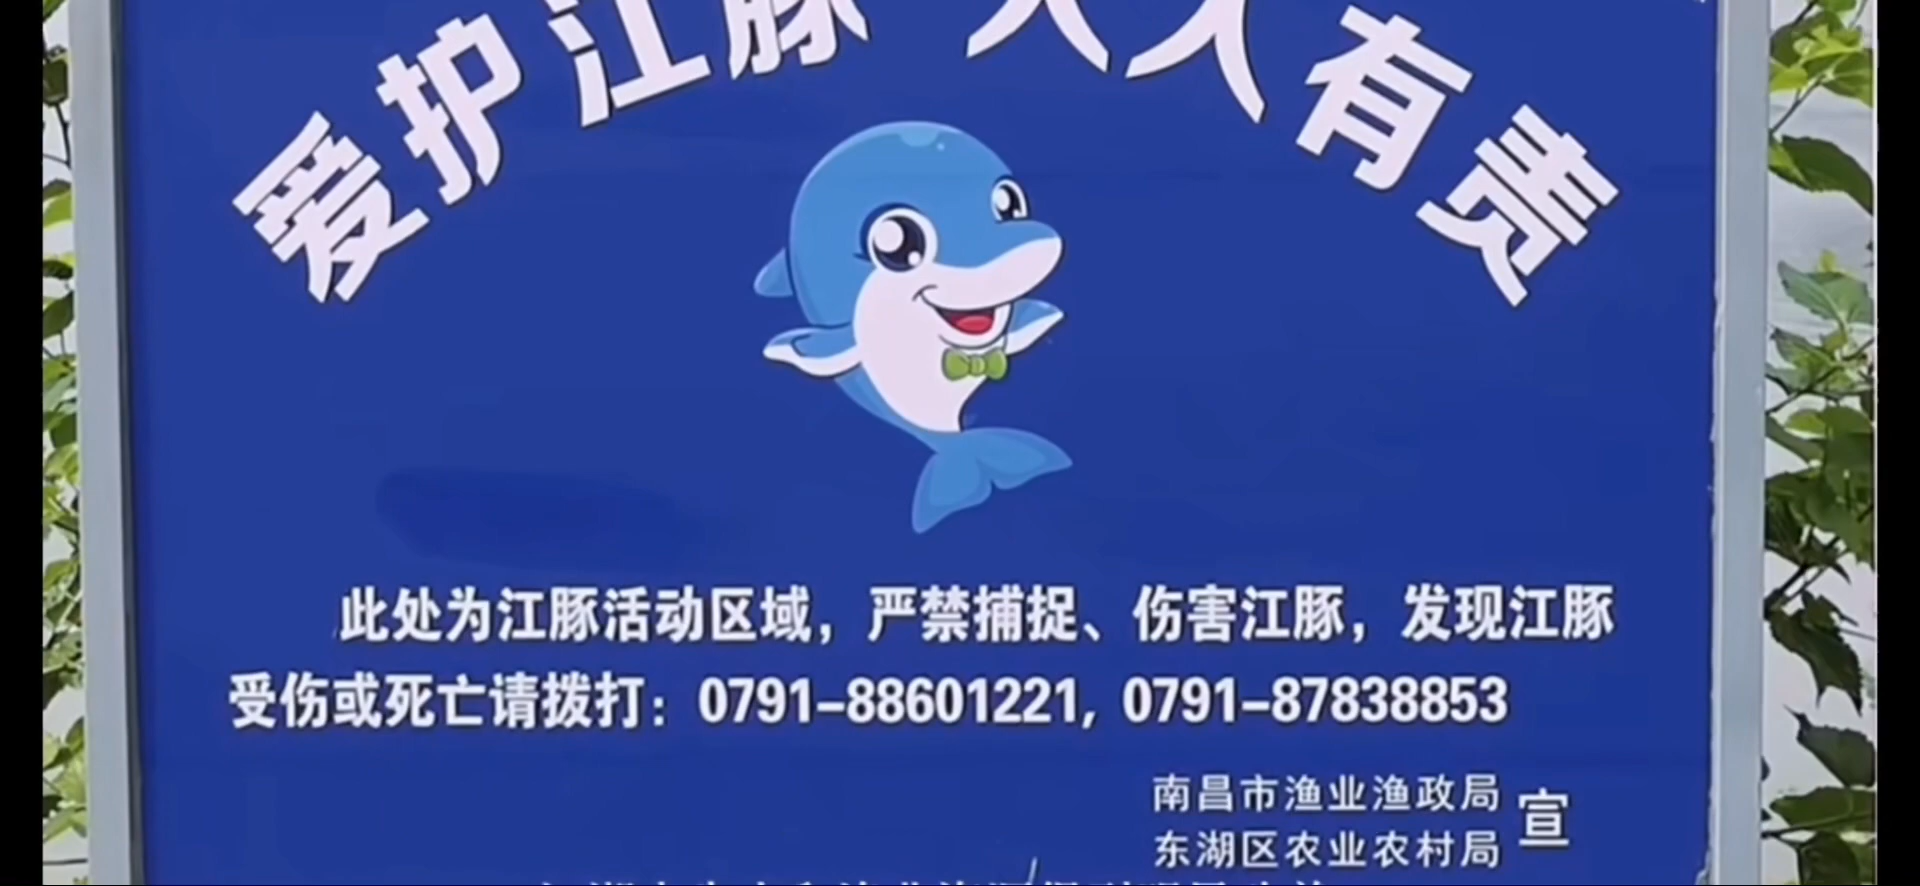 爱护江豚 人人有责
此处为江豚活动区域，严禁捕捉、伤害江豚，发现江豚
受伤或死亡请拨打：0791-88601221, 0791-87838853
南昌市渔业渔政局
东湖区农业农村局
宣